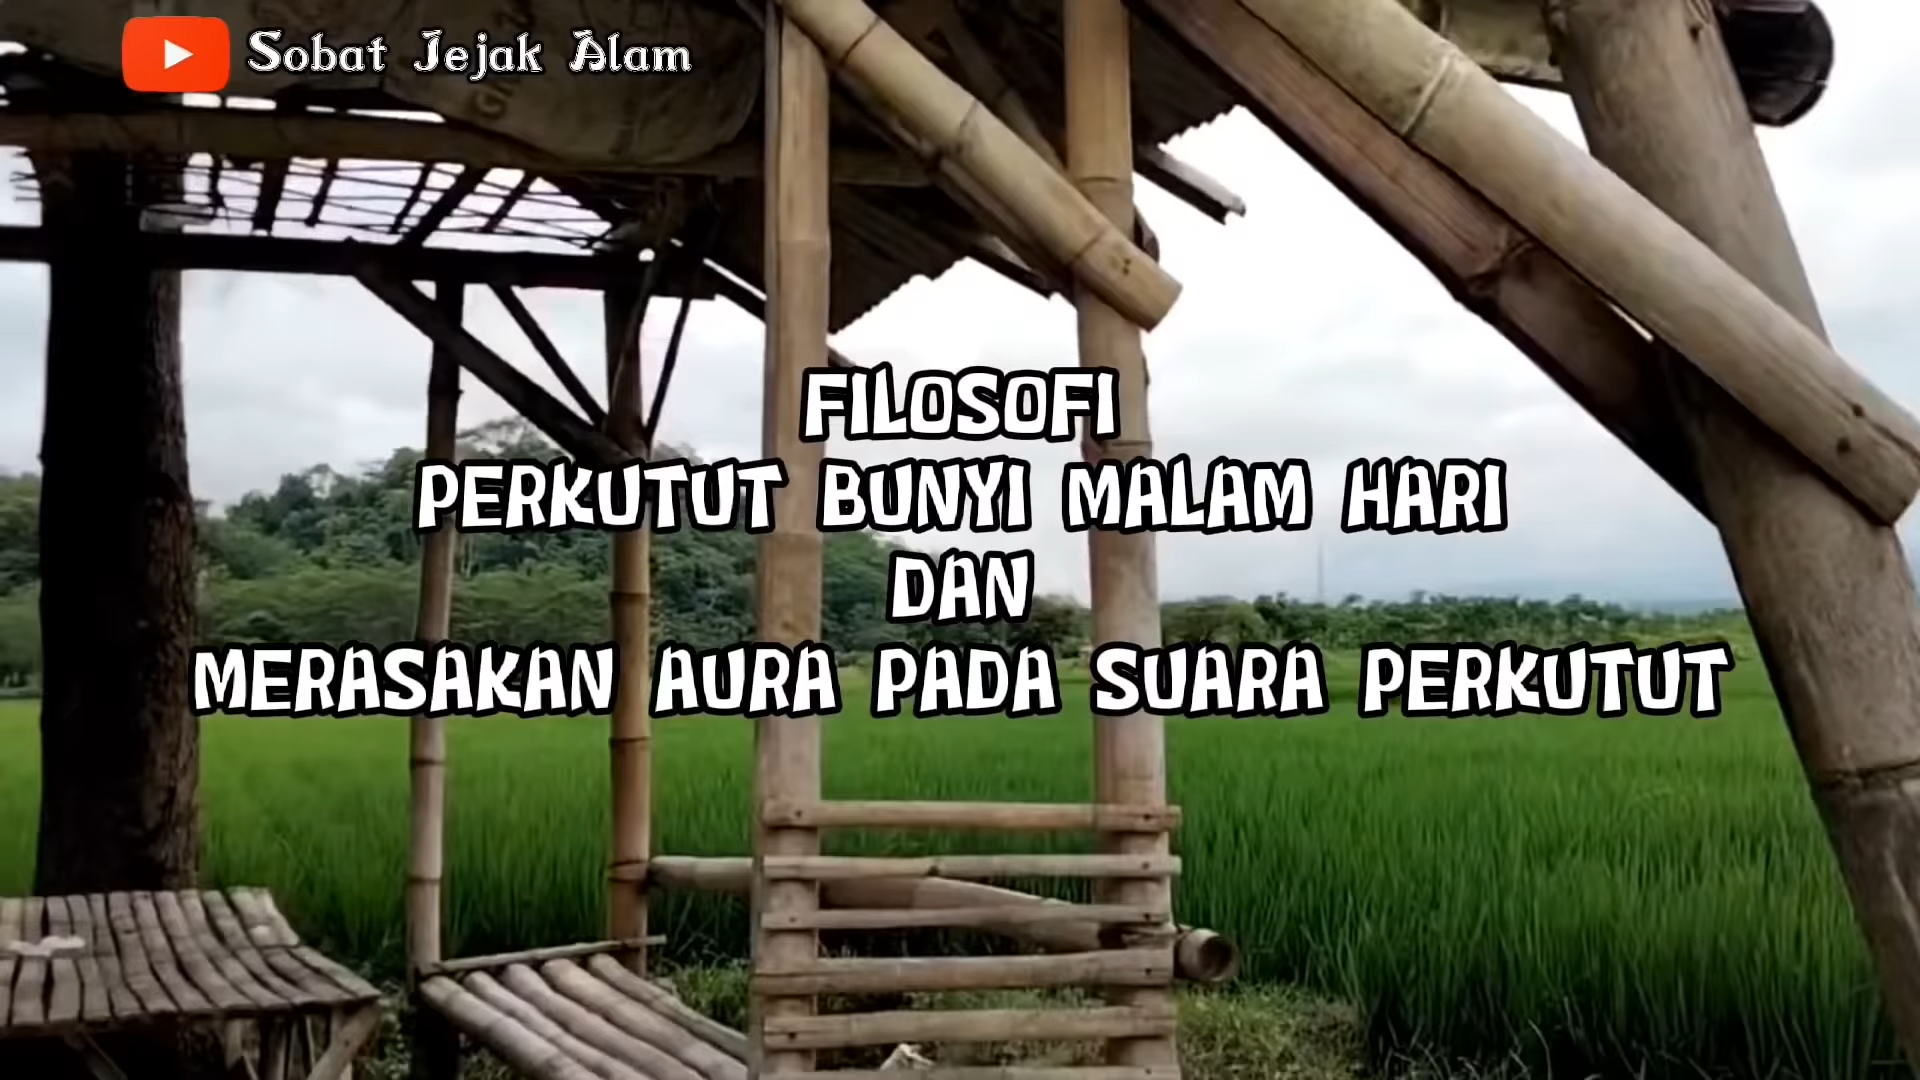 Sobat Jejak Alam
FILOSOFI
PERKUTUT BUNYI MALAM HARI
DAN
MERASAKAN AURA PADA SUARA PERKUTUT